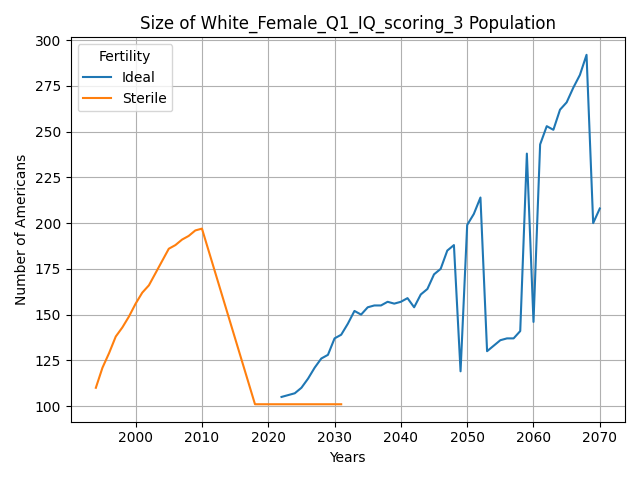 Size of White_Female_Q1_IQ_scoring_3 Population
Number of Americans
300
275
250
225
200
175
150
125
100
Fertility
Ideal
Sterile
2000 2010 2020 2030 2040 2050 2060 2070
Years